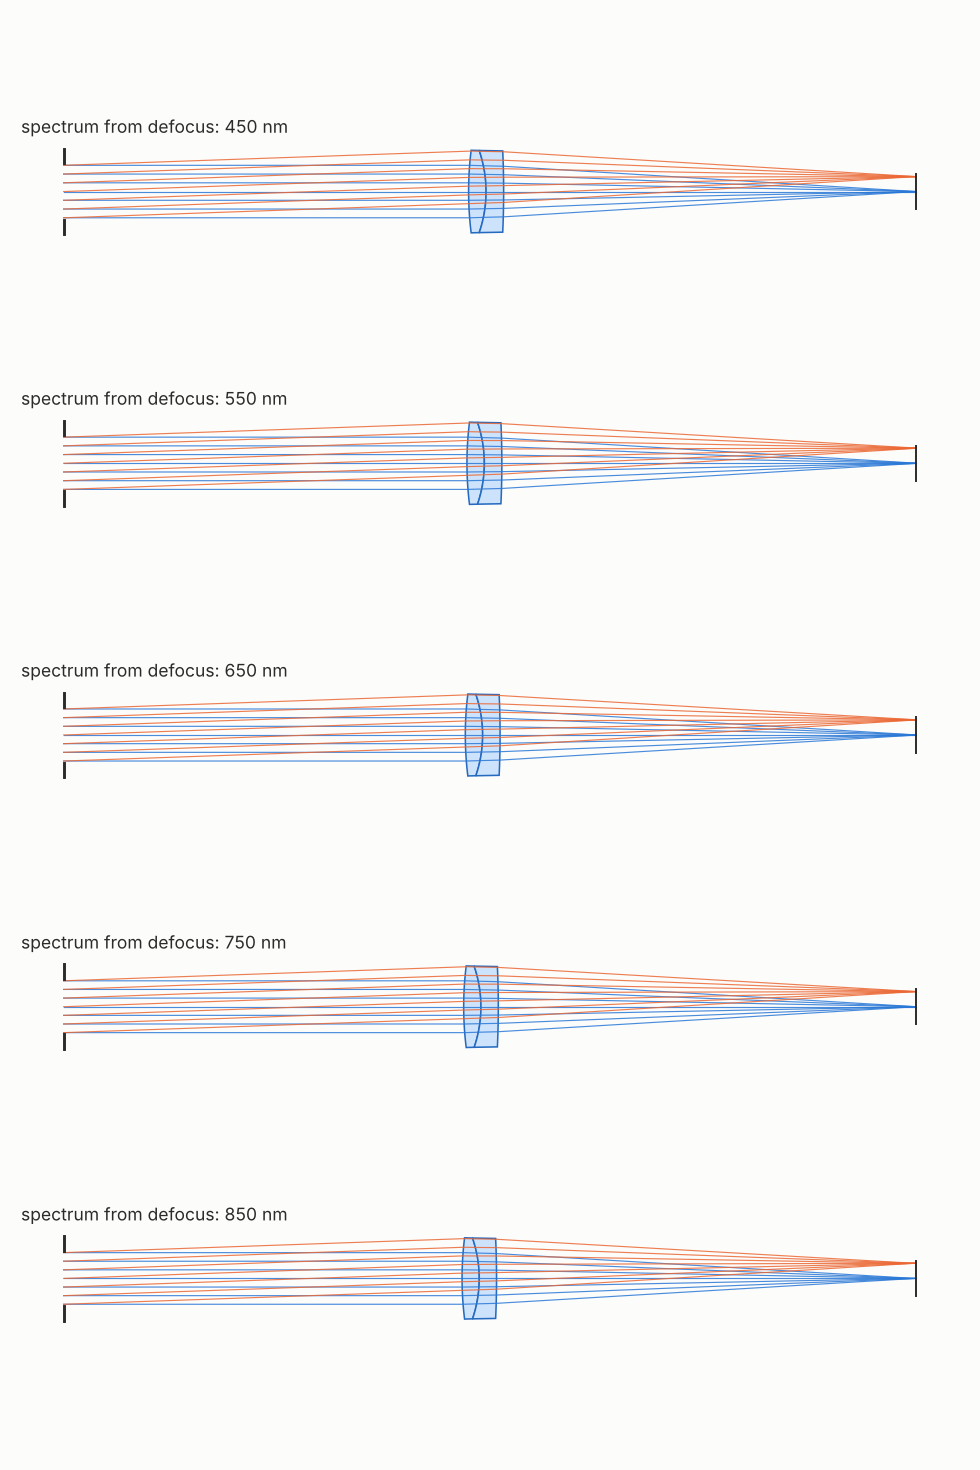 spectrum from defocus: 450 nm
spectrum from defocus: 550 nm
spectrum from defocus: 650 nm
spectrum from defocus: 750 nm
spectrum from defocus: 850 nm